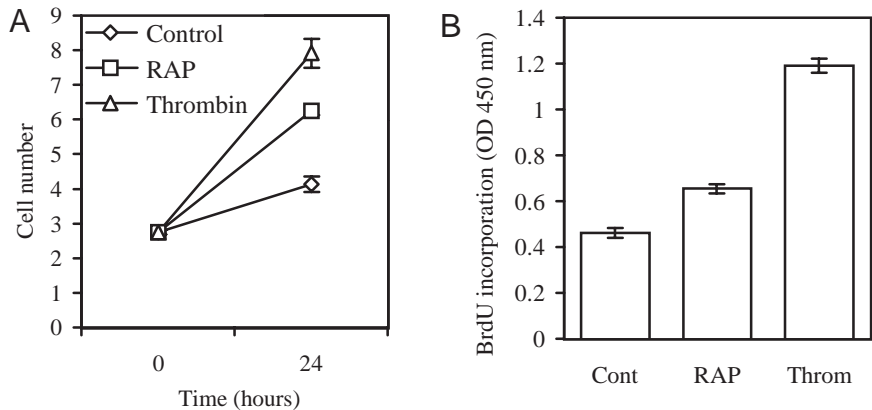 A
Control
RAP
Thrombin
9
8
7
6
5
4
3
2
1
0
Cell number
0 24
Time (hours)
B
1.4
1.2
1
0.8
0.6
0.4
0.2
0
BrdU incorporation (OD 450 nm)
Cont RAP Throm